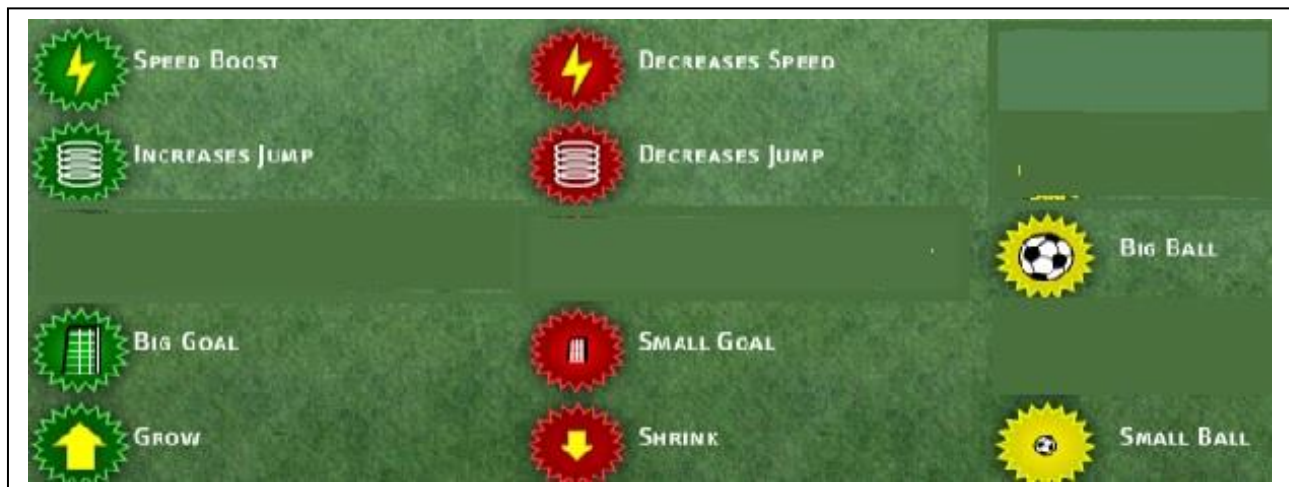 SPEED BOOST
DECREASES SPEED
INCREASES JUMP
DECREASES JUMP
BIG BALL
BIG GOAL
SMALL GOAL
GROW
SHRINK
SMALL BALL